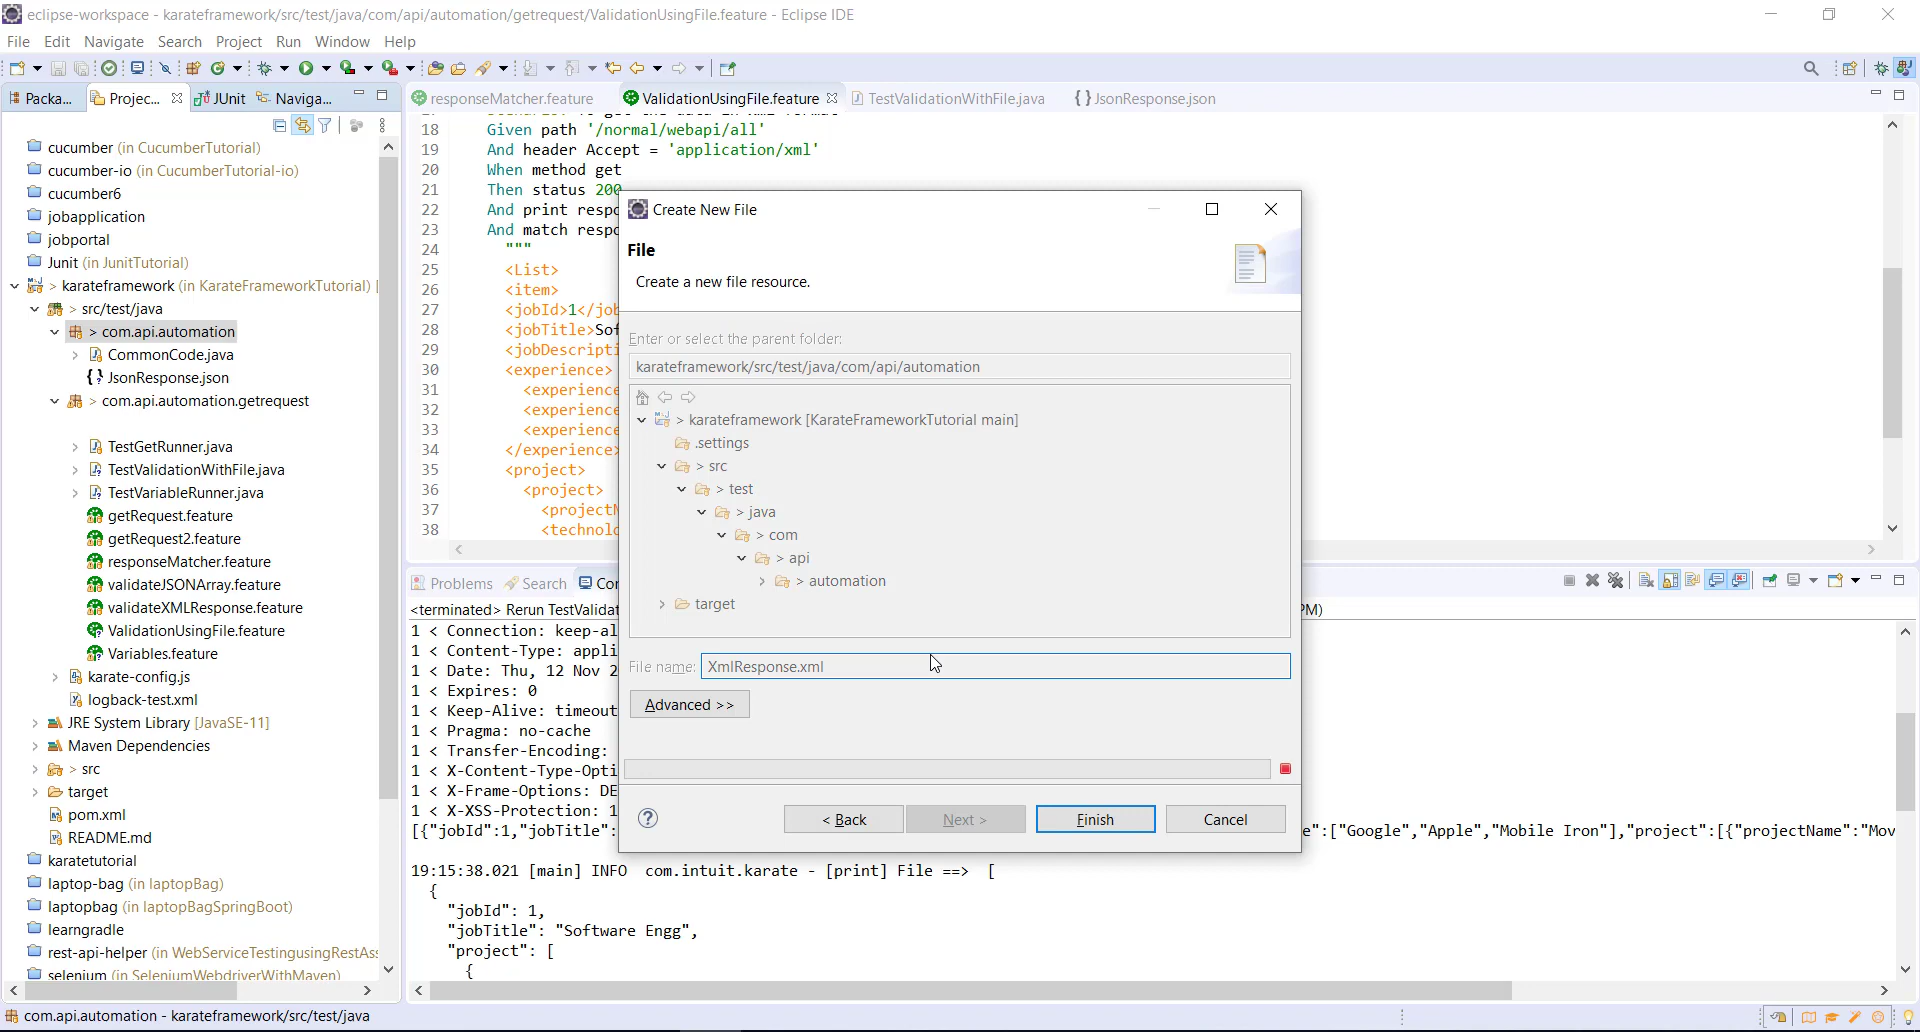 eclipse-workspace - karateframework/src/test/java/com/api/automation/getrequest/ValidationUsingFile.feature - Eclipse IDE
File Edit Navigate Search Project Run Window Help
Packa... Projec... JUnit Naviga...
responseMatcher.feature ValidationUsingFile.feature TestValidationWithFile.java JsonResponse.json
cucumber (in CucumberTutorial)
cucumber-io (in CucumberTutorial-io)
cucumber6
jobapplication
jobportal
Junit (in JunitTutorial)
> karateframework (in KarateFrameworkTutorial) [
> src/test/java
> com.api.automation
CommonCode.java
JsonResponse.json
> com.api.automation.getrequest
TestGetRunner.java
TestValidationWithFile.java
TestVariableRunner.java
getRequest.feature
getRequest2.feature
responseMatcher.feature
validateJSONArray.feature
validateXMLResponse.feature
ValidationUsingFile.feature
Variables.feature
karate-config.js
logback-test.xml
JRE System Library [JavaSE-11]
Maven Dependencies
> src
target
pom.xml
README.md
karatetutorial
laptop-bag (in laptopBag)
laptopbag (in laptopBagSpringBoot)
learngradle
rest-api-helper (in WebServiceTestingusingRestAss
selenium (in SeleniumWebdriverWithMaven)
18 Given path '/normal/webapi/all'
19 And header Accept = 'application/xml'
20 When method get
21 Then status 200
22 And print respo
23 And match respo
24 """
25 <List>
26 <item>
27 <jobId>1</job
28 <jobTitle>Sof
29 <jobDescripti
30 <experience>
31 <experience
32 <experience
33 <experience
34 </experience>
35 <project>
36 <project>
37 <projectN
38 <technolo
Create New File
File
Create a new file resource.
Enter or select the parent folder:
karateframework/src/test/java/com/api/automation
> karateframework [KarateFrameworkTutorial main]
.settings
> src
> test
> java
> com
> api
> automation
target
File name: XmlResponse.xml
Advanced >>
< Back Next > Finish Cancel
Problems Search Con
<terminated> Rerun TestValidat PM)
1 < Connection: keep-al
1 < Content-Type: appli
1 < Date: Thu, 12 Nov 2
1 < Expires: 0
1 < Keep-Alive: timeout
1 < Pragma: no-cache
1 < Transfer-Encoding:
1 < X-Content-Type-Opti
1 < X-Frame-Options: DE
1 < X-XSS-Protection: 1
[{"jobId":1,"jobTitle": e":["Google","Apple","Mobile Iron"],"project":[{"projectName":"Mov
19:15:38.021 [main] INFO com.intuit.karate - [print] File ==> [
{
"jobId": 1,
"jobTitle": "Software Engg",
"project": [
{
com.api.automation - karateframework/src/test/java